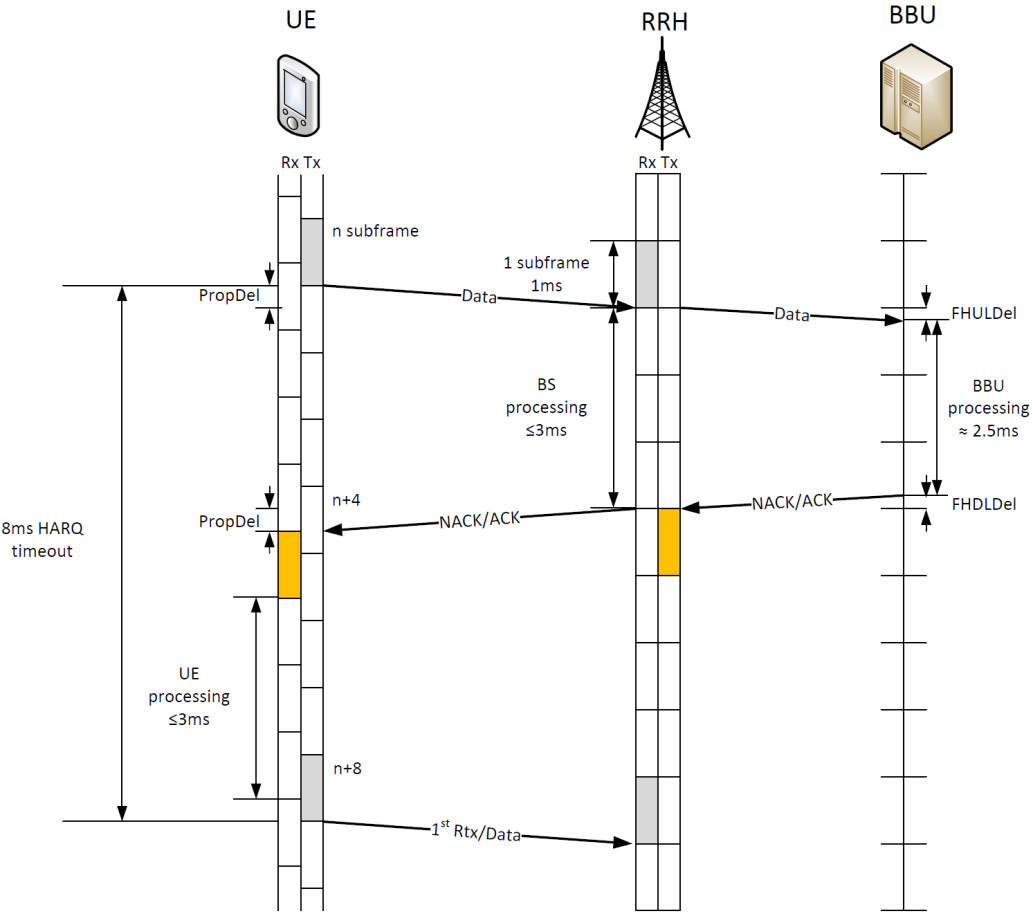 UE
RRH
BBU
Rx Tx
Rx Tx
n subframe
1 subframe
1ms
PropDel
Data
Data
FHULDel
BS
processing
≤3ms
BBU
processing
≈ 2.5ms
n+4
NACK/ACK
NACK/ACK
FHDLDel
PropDel
8ms HARQ
timeout
UE
processing
≤3ms
n+8
1st Rtx/Data